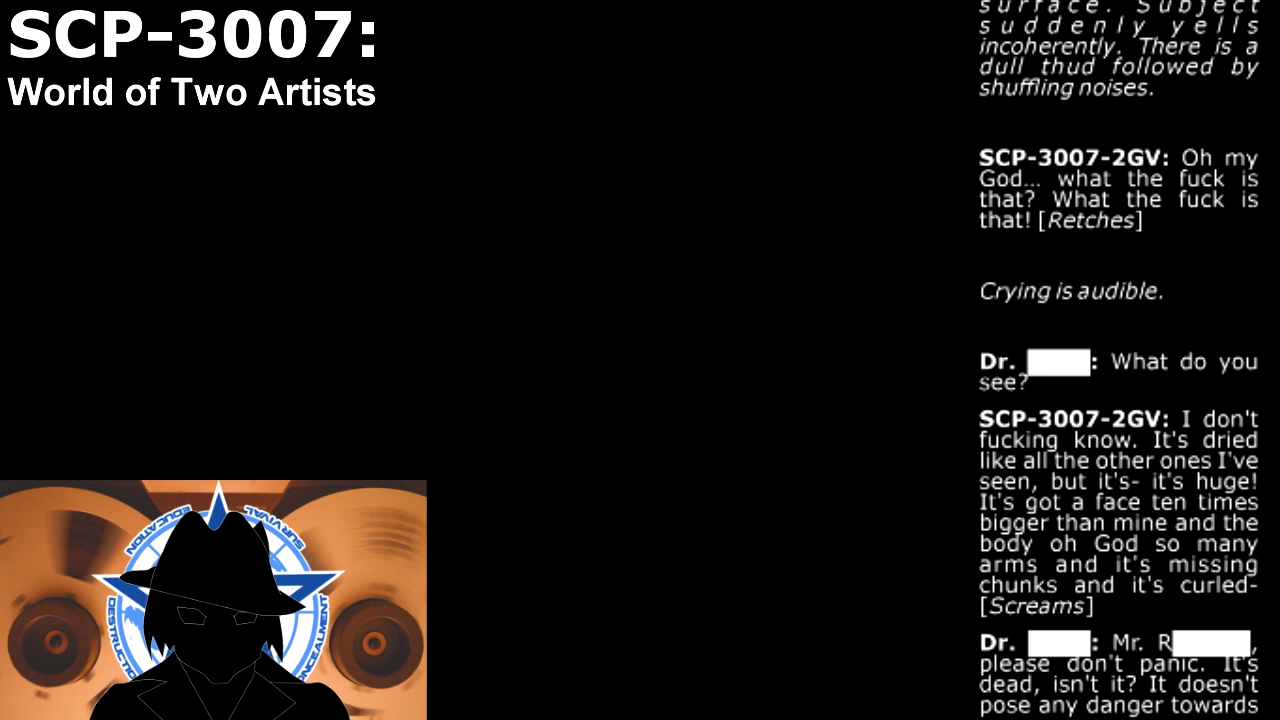 SCP-3007:
World of Two Artists
surface. Subject
suddenly yells
incoherently. There is a
dull thud followed by
shuffling noises.
SCP-3007-2GV: Oh my
God... what the fuck is
that? What the fuck is
that! [Retches]
Crying is audible.
Dr. : What do you
see?
SCP-3007-2GV: I don't
fucking know. It's dried
like all the other ones I've
seen, but it's- it's huge!
It's got a face ten times
bigger than mine and the
body oh God so many
arms and it's missing
chunks and it's curled-
[Screams]
Dr. : Mr. R ,
please don't panic. It's
dead, isn't it? It doesn't
pose any danger towards
EDUCATION
SURVIVAL